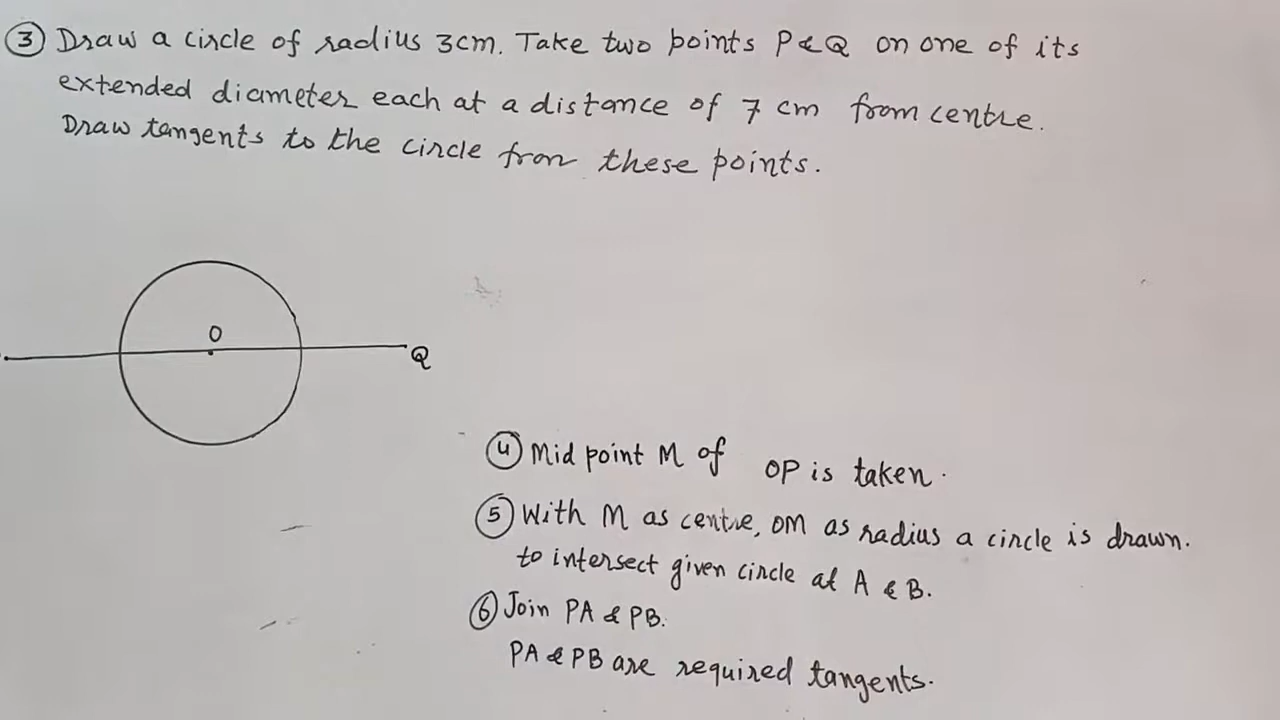 ③ Draw a circle of radius 3cm. Take two points P & Q on one of its
extended diameter each at a distance of 7 cm from centre.
Draw tangents to the circle from these points.
O
Q
④ Mid point M of OP is taken.
⑤ With M as centre, OM as radius a circle is drawn.
to intersect given circle at A & B.
⑥ Join PA & PB.
PA & PB are required tangents.